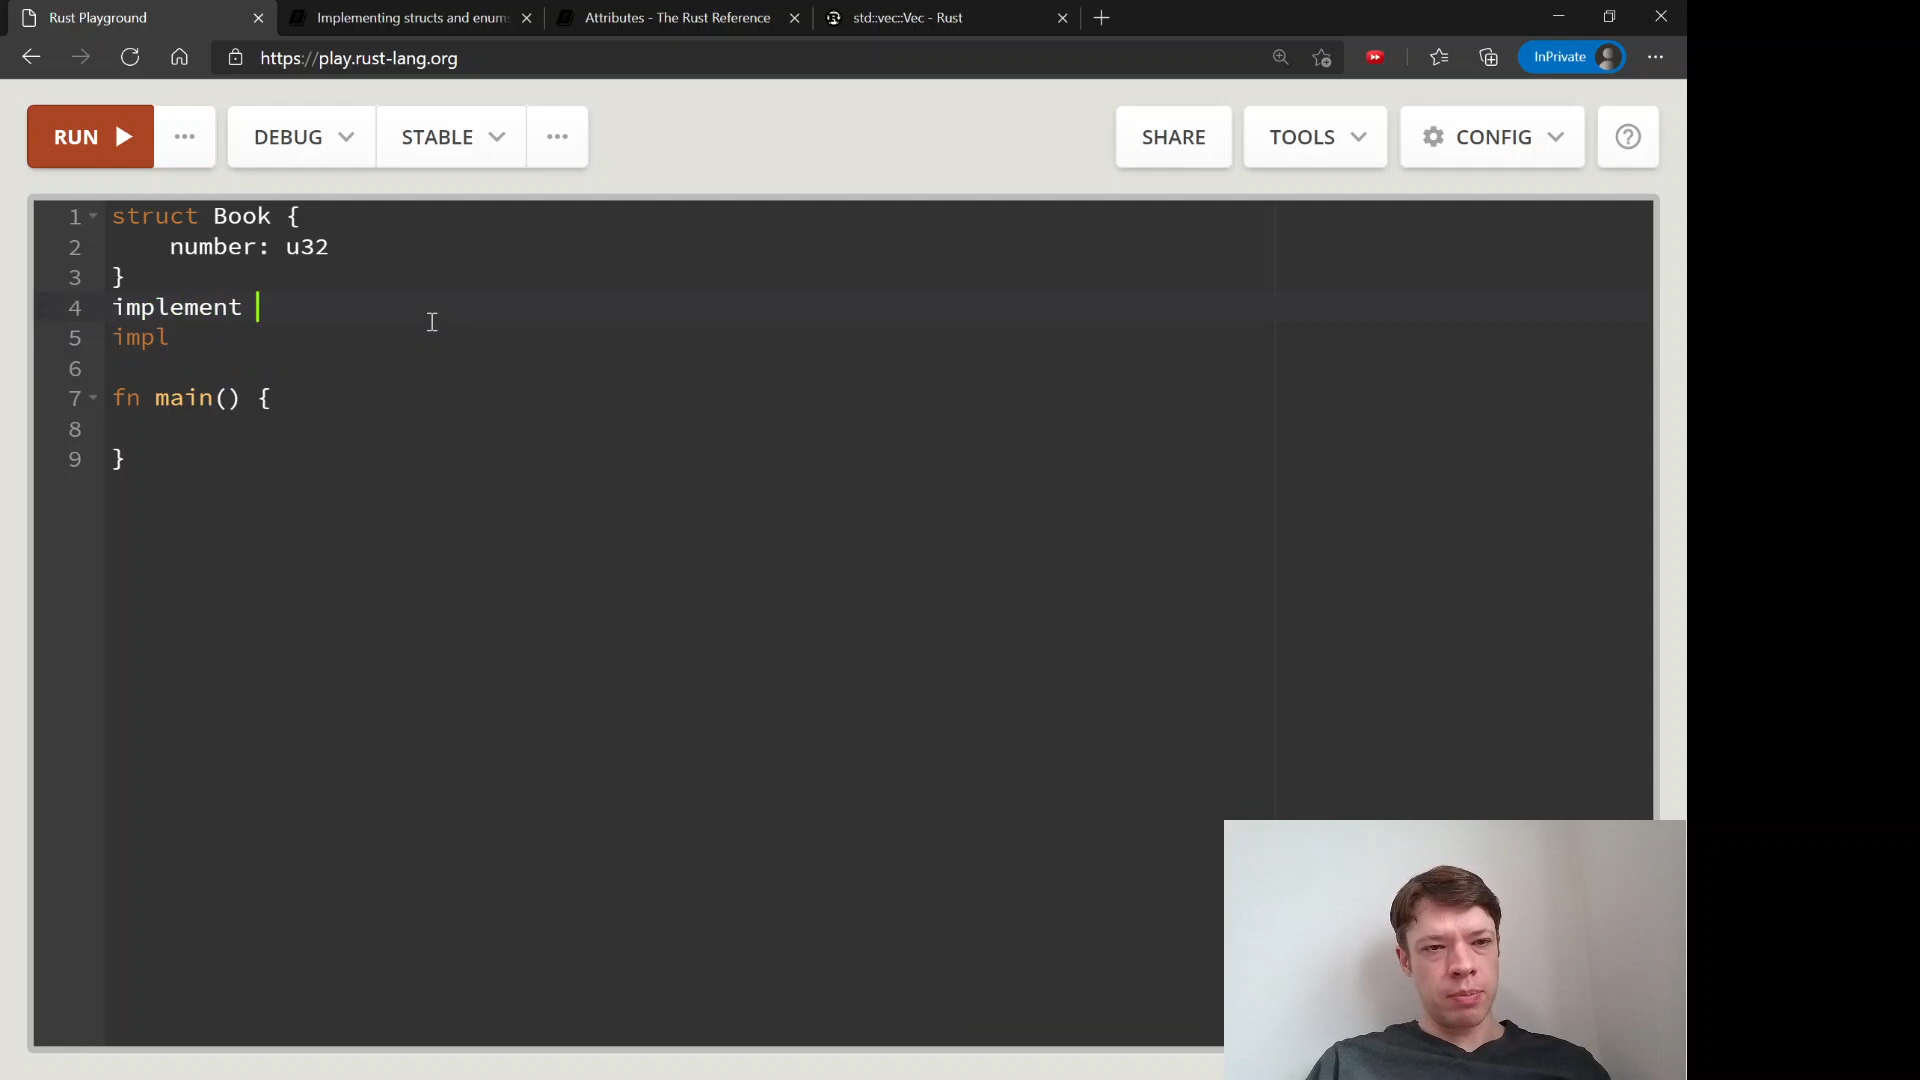 Rust Playground
Implementing structs and enums
Attributes - The Rust Reference
std::vec::Vec - Rust
https://play.rust-lang.org
InPrivate
RUN
DEBUG
STABLE
SHARE
TOOLS
CONFIG
1 struct Book {
2     number: u32
3 }
4 implement
5 impl
6
7 fn main() {
8
9 }